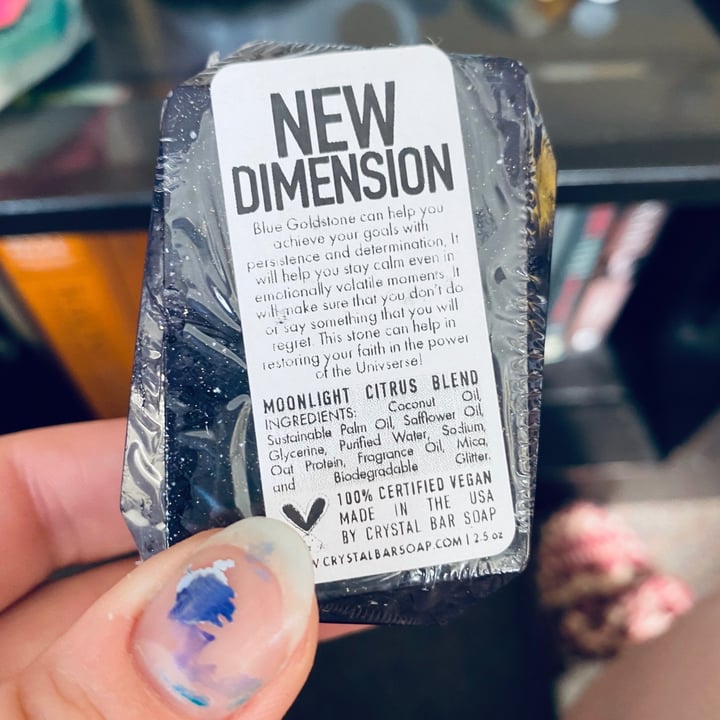 NEW
DIMENSION
Blue Goldstone can help you
achieve your goals with
persistence and determination. It
will help you stay calm even in
emotionally volatile moments. It
will make sure that you don't do
or say something that you will
regret. This stone can help in
restoring your faith in the power
of the Univserse!
MOONLIGHT CITRUS BLEND
INGREDIENTS: Coconut Oil,
Sustainable Palm Oil, Safflower Oil,
Glycerine, Purified Water, Sodium,
Oat Protein, Fragrance Oil, Mica,
and Biodegradable Glitter.
100% CERTIFIED VEGAN
MADE IN THE USA
BY CRYSTAL BAR SOAP
.CRYSTALBARSOAP.COM | 2.5 oz